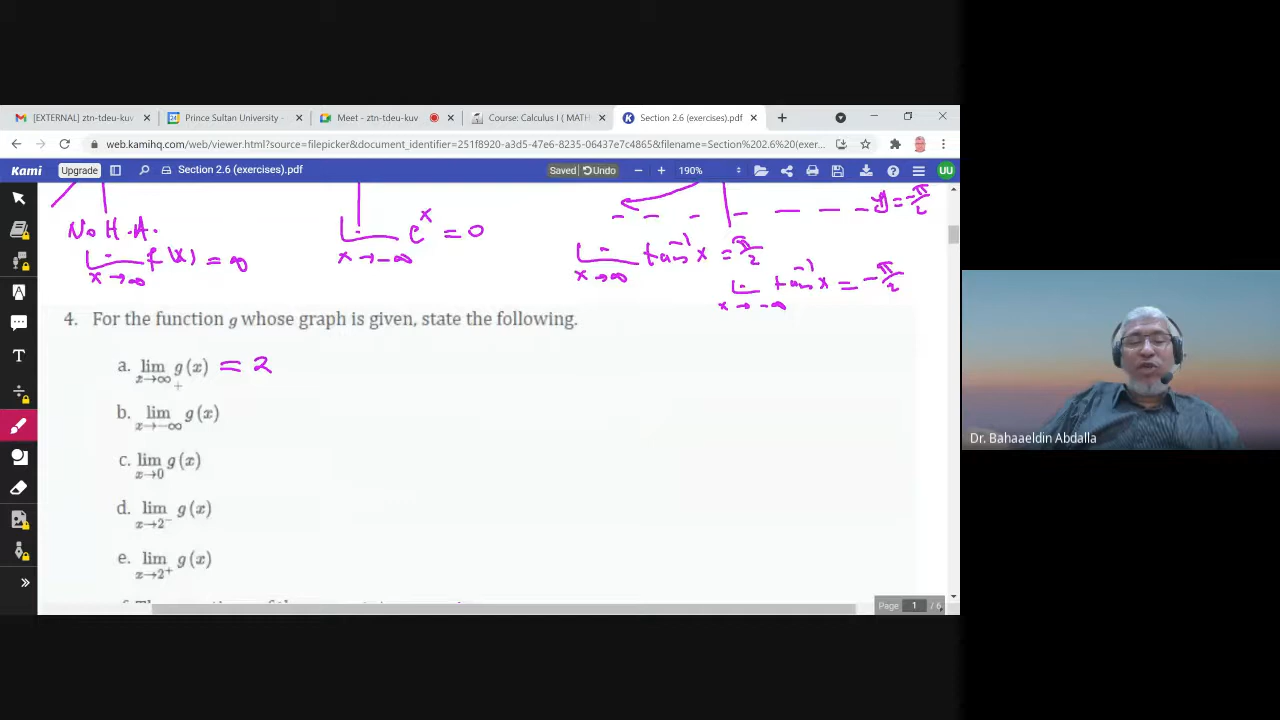 [EXTERNAL] ztn-tdeu-kuv
Prince Sultan University -
Meet - ztn-tdeu-kuv
Course: Calculus I ( MATH
Section 2.6 (exercises).pdf
web.kamihq.com/web/viewer.html?source=filepicker&document_identifier=251f8920-a3d5-47e6-8235-06437e7c4865&filename=Section%202.6%20(exer...
Kami
Upgrade
Section 2.6 (exercises).pdf
Saved
Undo
190%
UU
y = -π/2
No H.A.
lim x→∞ f(x) = ∞
lim x→-∞ e^x = 0
lim x→∞ tan^-1 x = π/2
lim x→-∞ tan^-1 x = -π/2
4. For the function g whose graph is given, state the following.
a. lim x→∞ g(x) = 2
b. lim x→−∞ g(x)
c. lim x→0 g(x)
d. lim x→2⁻ g(x)
e. lim x→2⁺ g(x)
Page 1 / 6
Dr. Bahaaeldin Abdalla